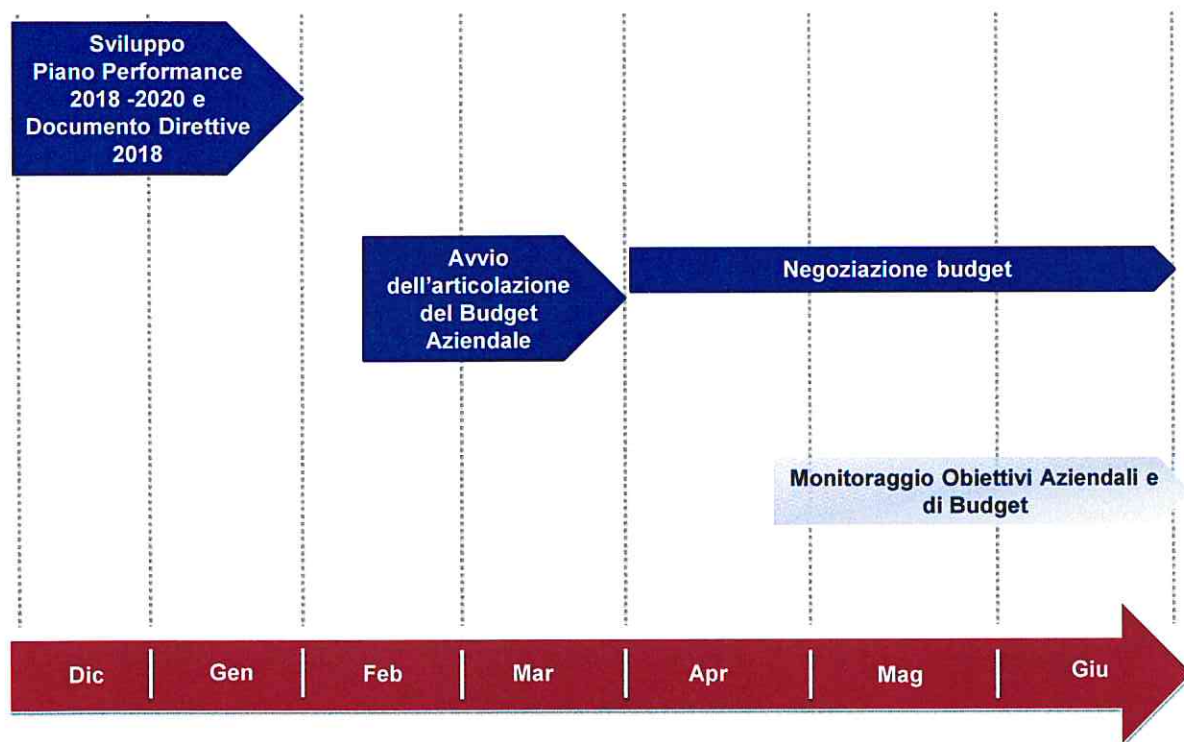 Sviluppo
Piano Performance
2018 -2020 e
Documento Direttive
2018
Avvio
dell'articolazione
del Budget
Aziendale
Negoziazione budget
Monitoraggio Obiettivi Aziendali e
di Budget
Dic Gen Feb Mar Apr Mag Giu